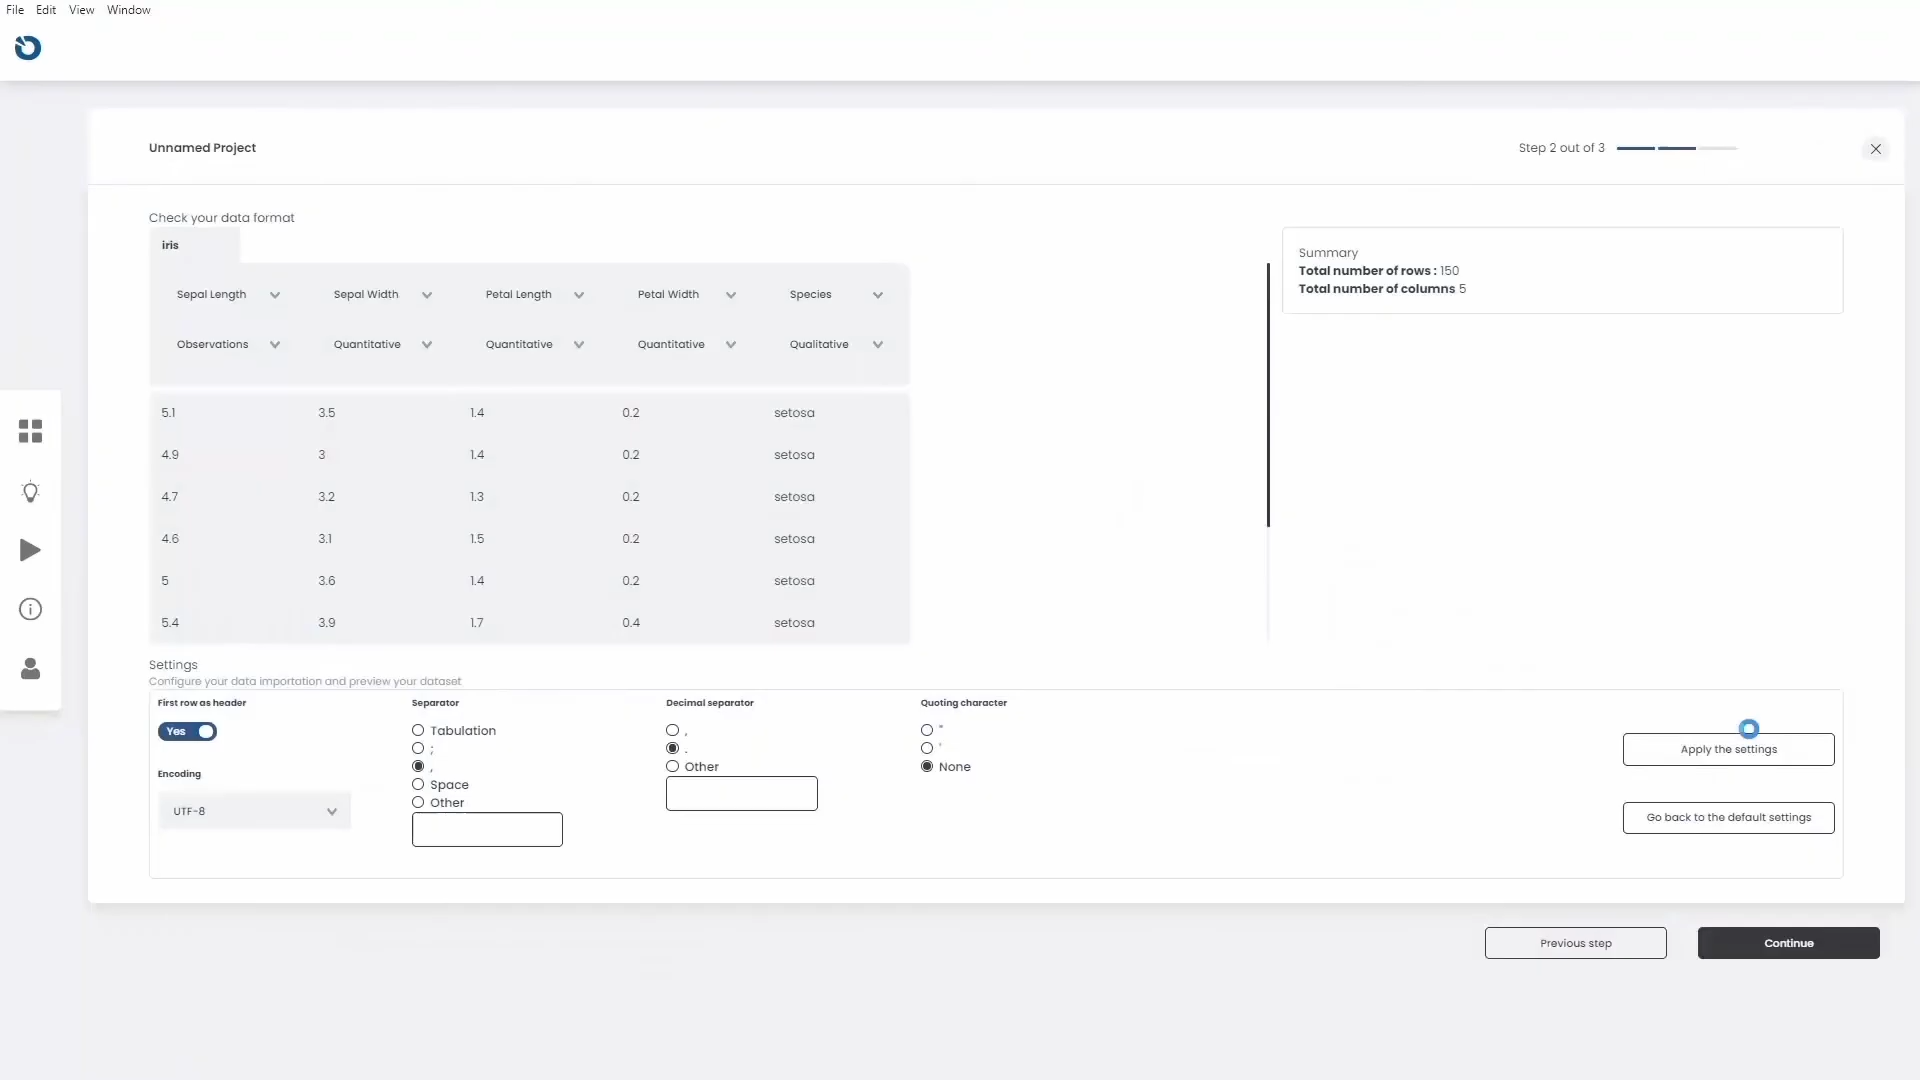 File Edit View Window
Unnamed Project
Step 2 out of 3
Check your data format
iris
Sepal Length Sepal Width Petal Length Petal Width Species
Observations Quantitative Quantitative Quantitative Qualitative
5.1 3.5 1.4 0.2 setosa
4.9 3 1.4 0.2 setosa
4.7 3.2 1.3 0.2 setosa
4.6 3.1 1.5 0.2 setosa
5 3.6 1.4 0.2 setosa
5.4 3.9 1.7 0.4 setosa
Summary
Total number of rows : 150
Total number of columns 5
Settings
Configure your data importation and preview your dataset
First row as header
Yes
Encoding
UTF-8
Separator
Tabulation
;
,
Space
Other
Decimal separator
,
.
Other
Quoting character
"
'
None
Apply the settings
Go back to the default settings
Previous step
Continue